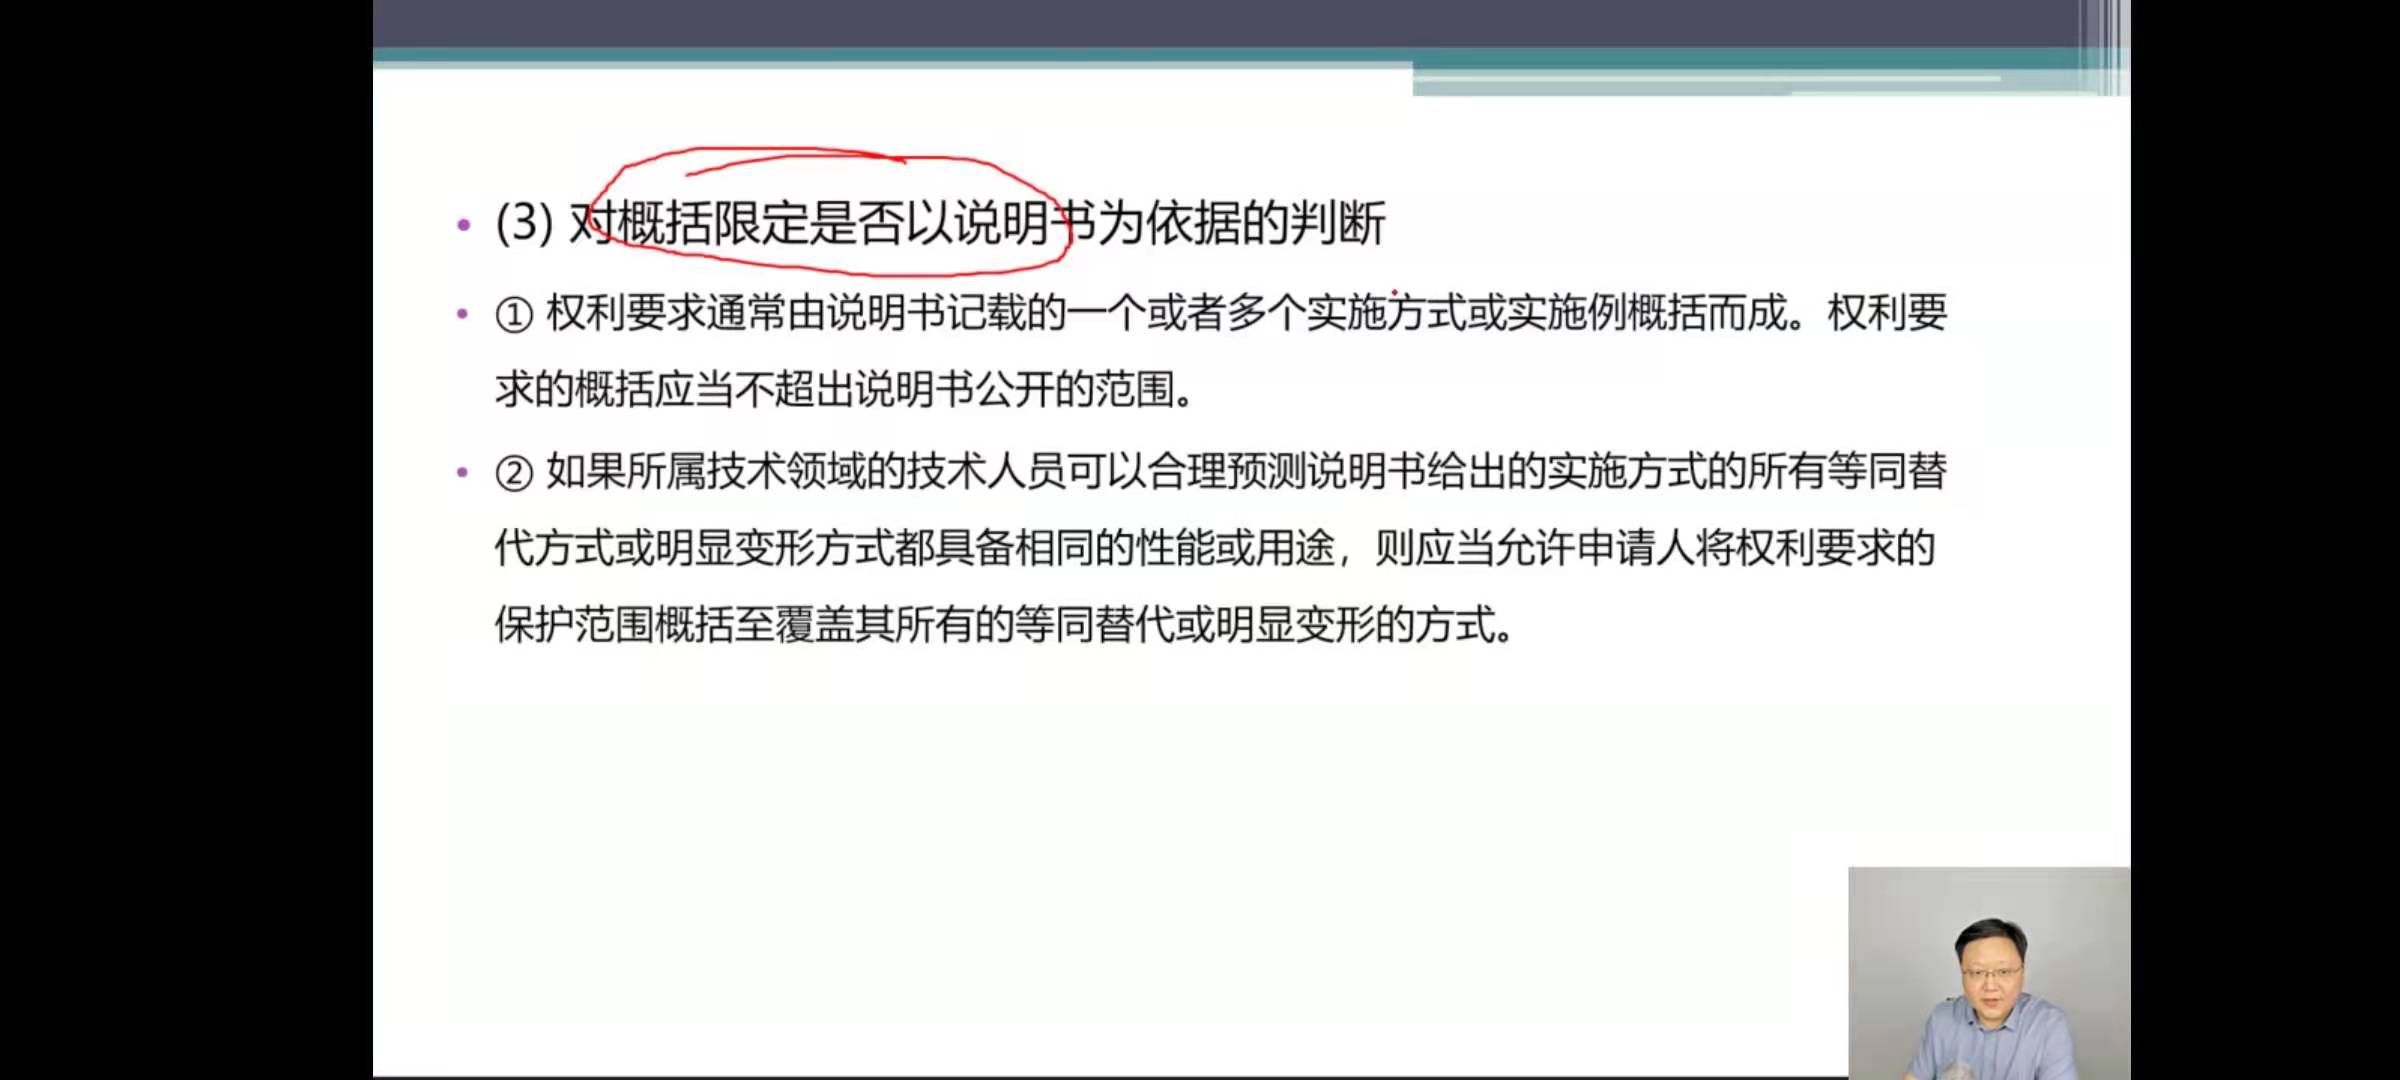 (3) 对概括限定是否以说明书为依据的判断
① 权利要求通常由说明书记载的一个或者多个实施方式或实施例概括而成。权利要
求的概括应当不超出说明书公开的范围。
② 如果所属技术领域的技术人员可以合理预测说明书给出的实施方式的所有等同替
代方式或明显变形方式都具备相同的性能或用途，则应当允许申请人将权利要求的
保护范围概括至覆盖其所有的等同替代或明显变形的方式。